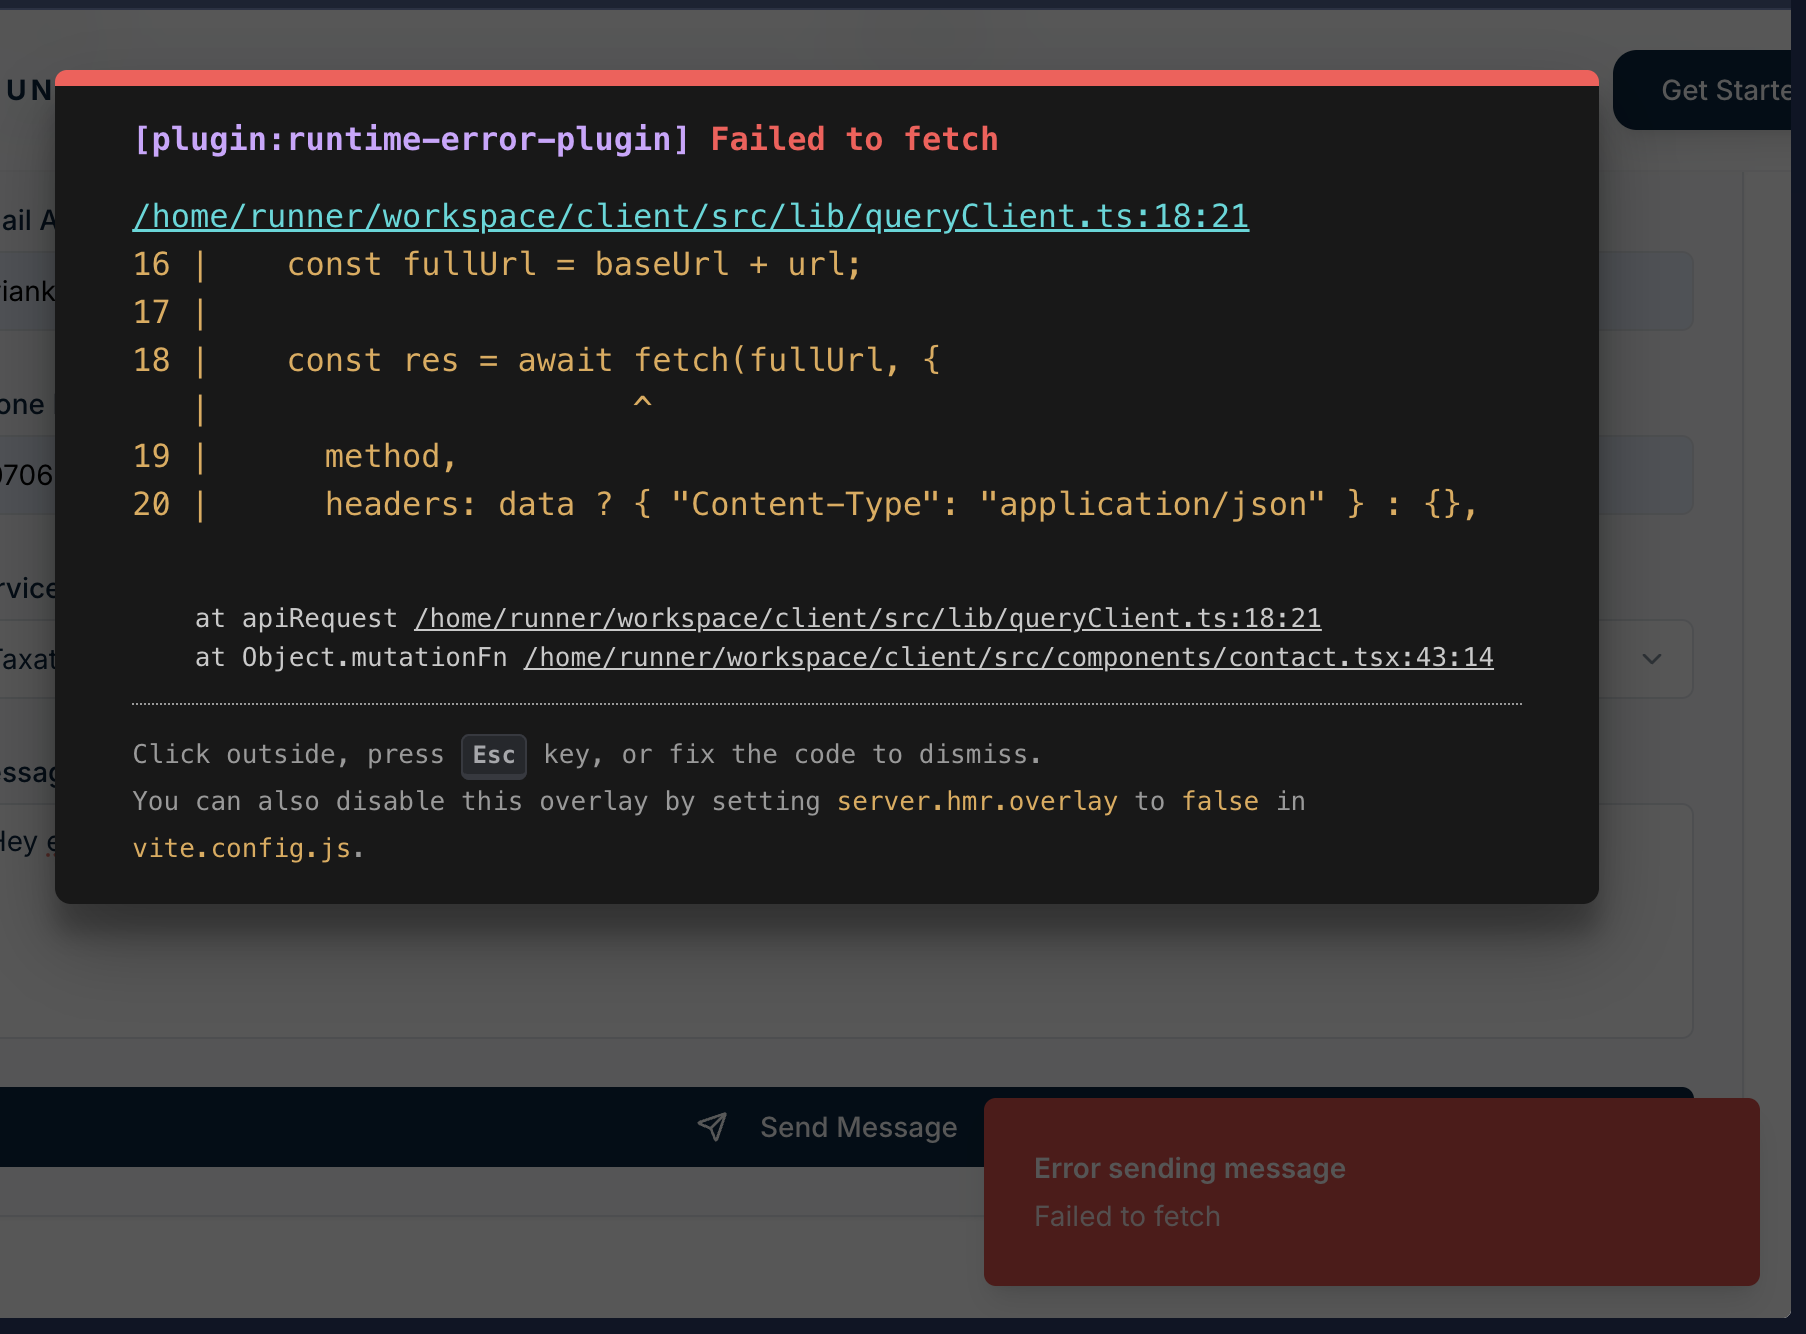 UN
Get Starte
[plugin:runtime-error-plugin] Failed to fetch
/home/runner/workspace/client/src/lib/queryClient.ts:18:21
16 |    const fullUrl = baseUrl + url;
17 |
18 |    const res = await fetch(fullUrl, {
   |                      ^
19 |      method,
20 |      headers: data ? { "Content-Type": "application/json" } : {},
at apiRequest /home/runner/workspace/client/src/lib/queryClient.ts:18:21
at Object.mutationFn /home/runner/workspace/client/src/components/contact.tsx:43:14
Click outside, press Esc key, or fix the code to dismiss.
You can also disable this overlay by setting server.hmr.overlay to false in
vite.config.js.
ail A
iank
one
0706
rvice
Taxat
essag
Hey e
Send Message
Error sending message
Failed to fetch